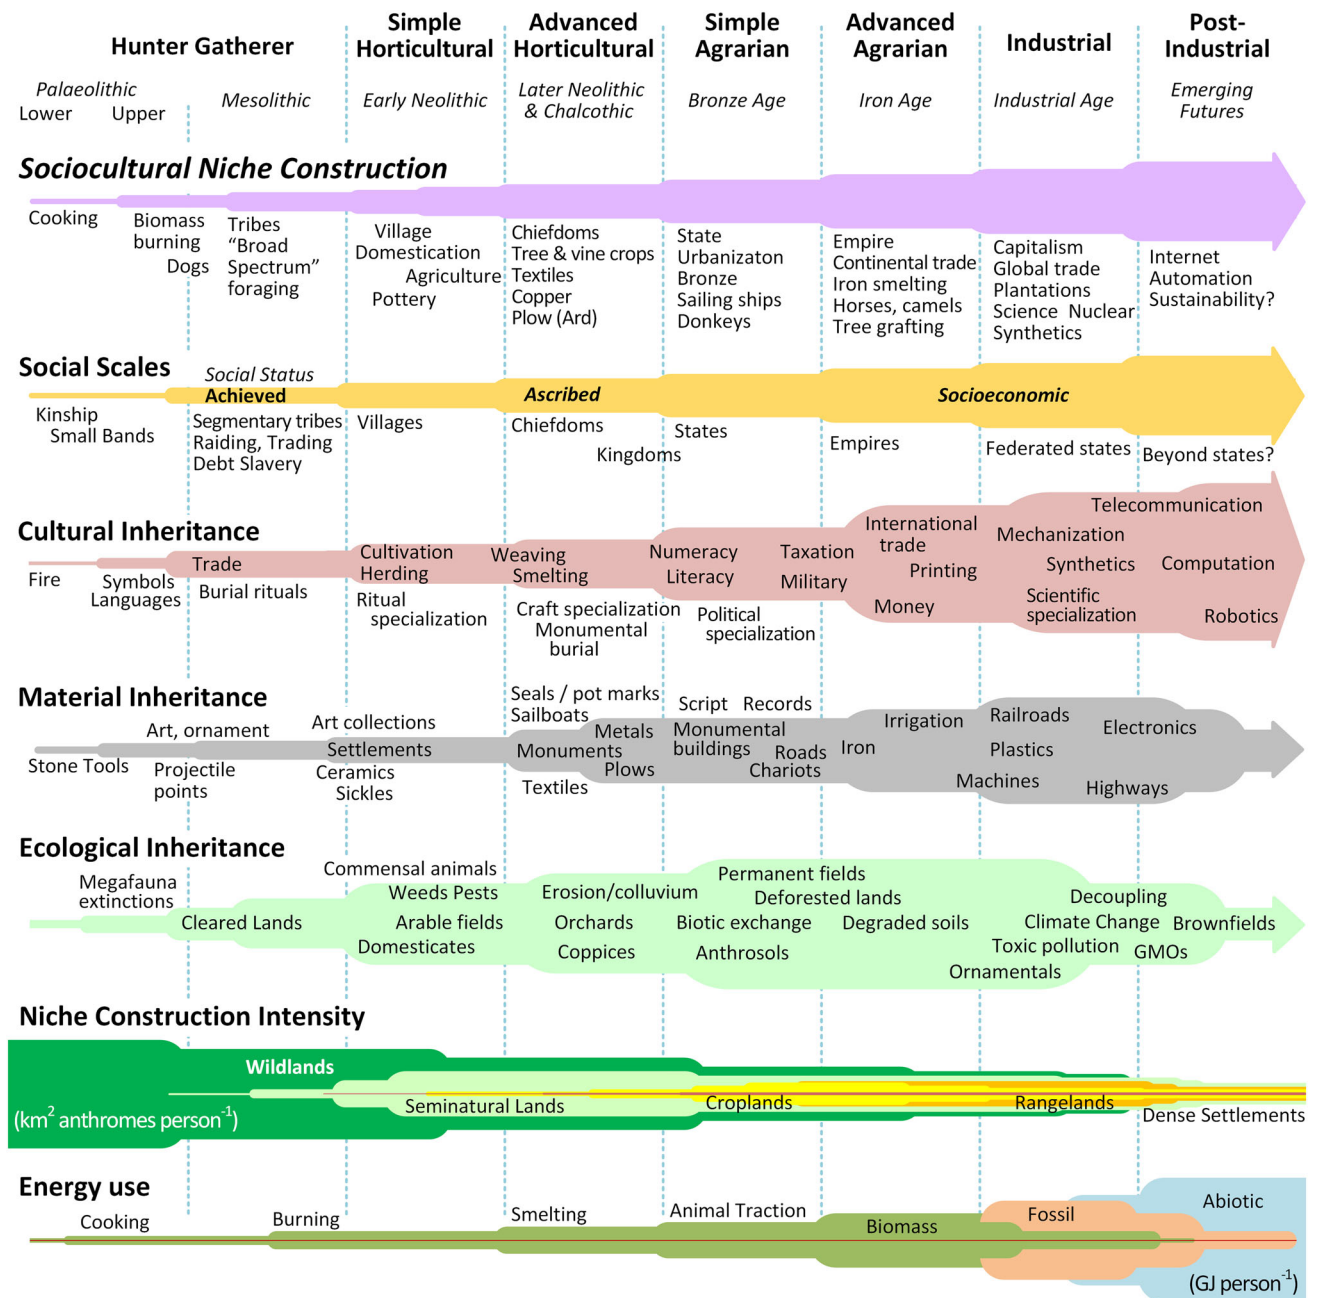 Hunter Gatherer
Simple
Horticultural
Advanced
Horticultural
Simple
Agrarian
Advanced
Agrarian
Industrial
Post-
Industrial
Palaeolithic
Lower Upper
Mesolithic
Early Neolithic
Later Neolithic
& Chalcothic
Bronze Age
Iron Age
Industrial Age
Emerging
Futures
Sociocultural Niche Construction
Cooking
Biomass
burning
Dogs
Tribes
“Broad
Spectrum”
foraging
Village
Domestication
Agriculture
Pottery
Chiefdoms
Tree & vine crops
Textiles
Copper
Plow (Ard)
State
Urbanizaton
Bronze
Sailing ships
Donkeys
Empire
Continental trade
Iron smelting
Horses, camels
Tree grafting
Capitalism
Global trade
Plantations
Science Nuclear
Synthetics
Internet
Automation
Sustainability?
Social Scales
Social Status
Achieved
Ascribed
Socioeconomic
Kinship
Small Bands
Segmentary tribes
Raiding, Trading
Debt Slavery
Villages
Chiefdoms
Kingdoms
States
Empires
Federated states
Beyond states?
Cultural Inheritance
Fire
Symbols
Languages
Trade
Burial rituals
Cultivation
Herding
Ritual
specialization
Weaving
Smelting
Craft specialization
Monumental
burial
Numeracy
Literacy
Political
specialization
Taxation
Military
International
trade
Printing
Money
Mechanization
Synthetics
Scientific
specialization
Telecommunication
Computation
Robotics
Material Inheritance
Stone Tools
Art, ornament
Projectile
points
Art collections
Settlements
Ceramics
Sickles
Seals / pot marks
Sailboats
Metals
Monuments
Plows
Textiles
Script Records
Monumental
buildings
Roads
Chariots
Iron
Irrigation
Railroads
Plastics
Machines
Electronics
Highways
Ecological Inheritance
Megafauna
extinctions
Cleared Lands
Commensal animals
Weeds Pests
Arable fields
Domesticates
Erosion/colluvium
Orchards
Coppices
Permanent fields
Deforested lands
Biotic exchange
Anthrosols
Degraded soils
Decoupling
Climate Change
Toxic pollution
Ornamentals
Brownfields
GMOs
Niche Construction Intensity
Wildlands
(km² anthromes person⁻¹)
Seminatural Lands
Croplands
Rangelands
Dense Settlements
Energy use
Cooking
Burning
Smelting
Animal Traction
Biomass
Fossil
Abiotic
(GJ person⁻¹)